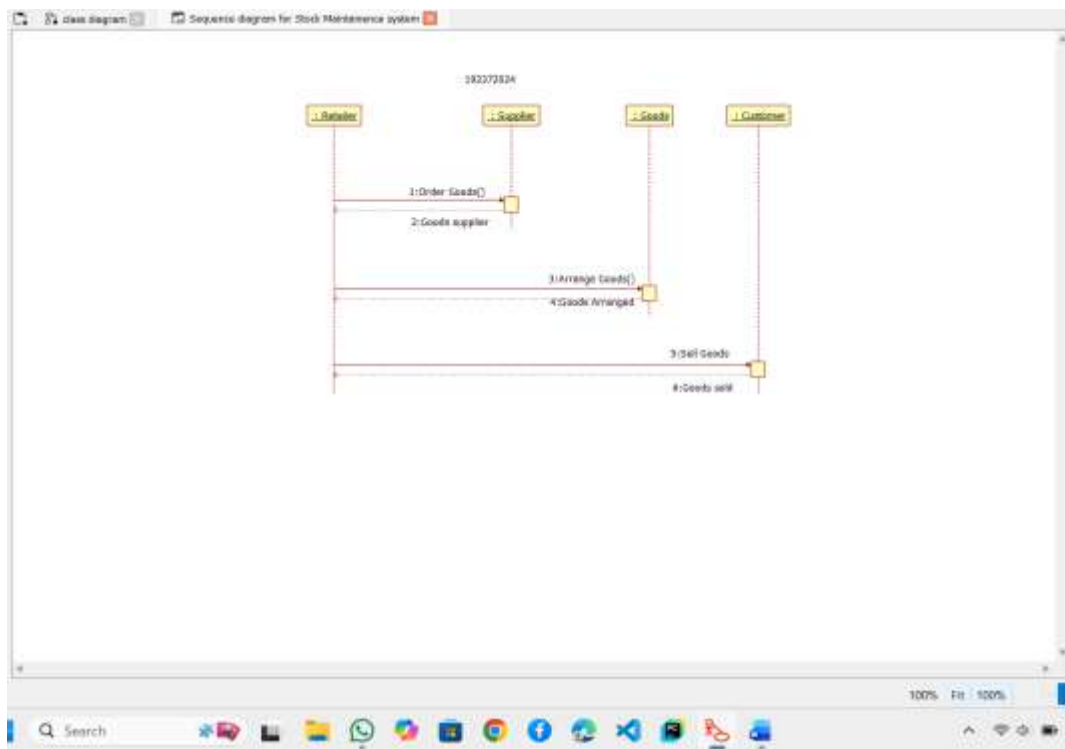 class diagram
Sequence diagram for Stock Maintenance system
192372024
: Retailer
: Supplier
: Goods
: Customer
1:Order Goods()
2:Goods supplier
3:Arrange Goods()
4:Goods Arranged
5:Sell Goods
6:Goods sold
100% Fit 100%
Search